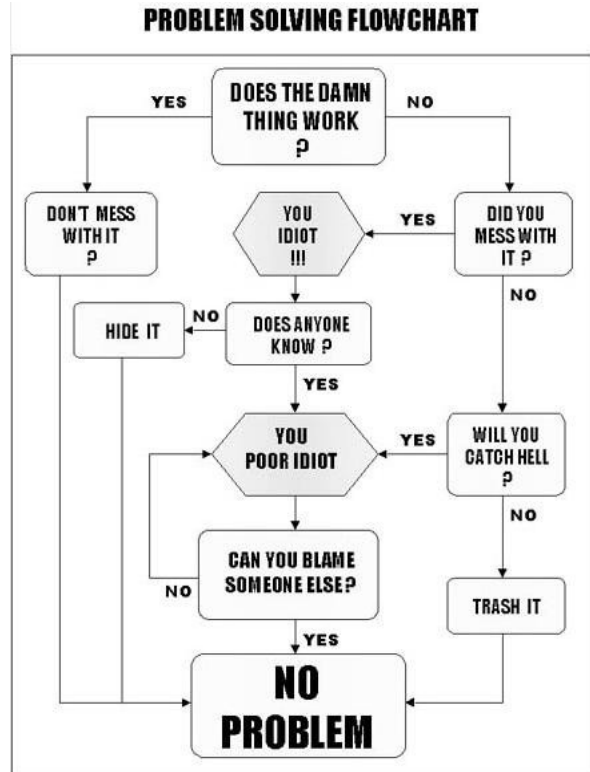 PROBLEM SOLVING FLOWCHART
YES
DOES THE DAMN
THING WORK
?
NO
DON'T MESS
WITH IT
?
YOU
IDIOT
!!!
YES
DID YOU
MESS WITH
IT ?
NO
HIDE IT
NO
DOES ANYONE
KNOW ?
YES
YOU
POOR IDIOT
YES
WILL YOU
CATCH HELL
?
NO
CAN YOU BLAME
SOMEONE ELSE?
NO
YES
TRASH IT
NO
PROBLEM